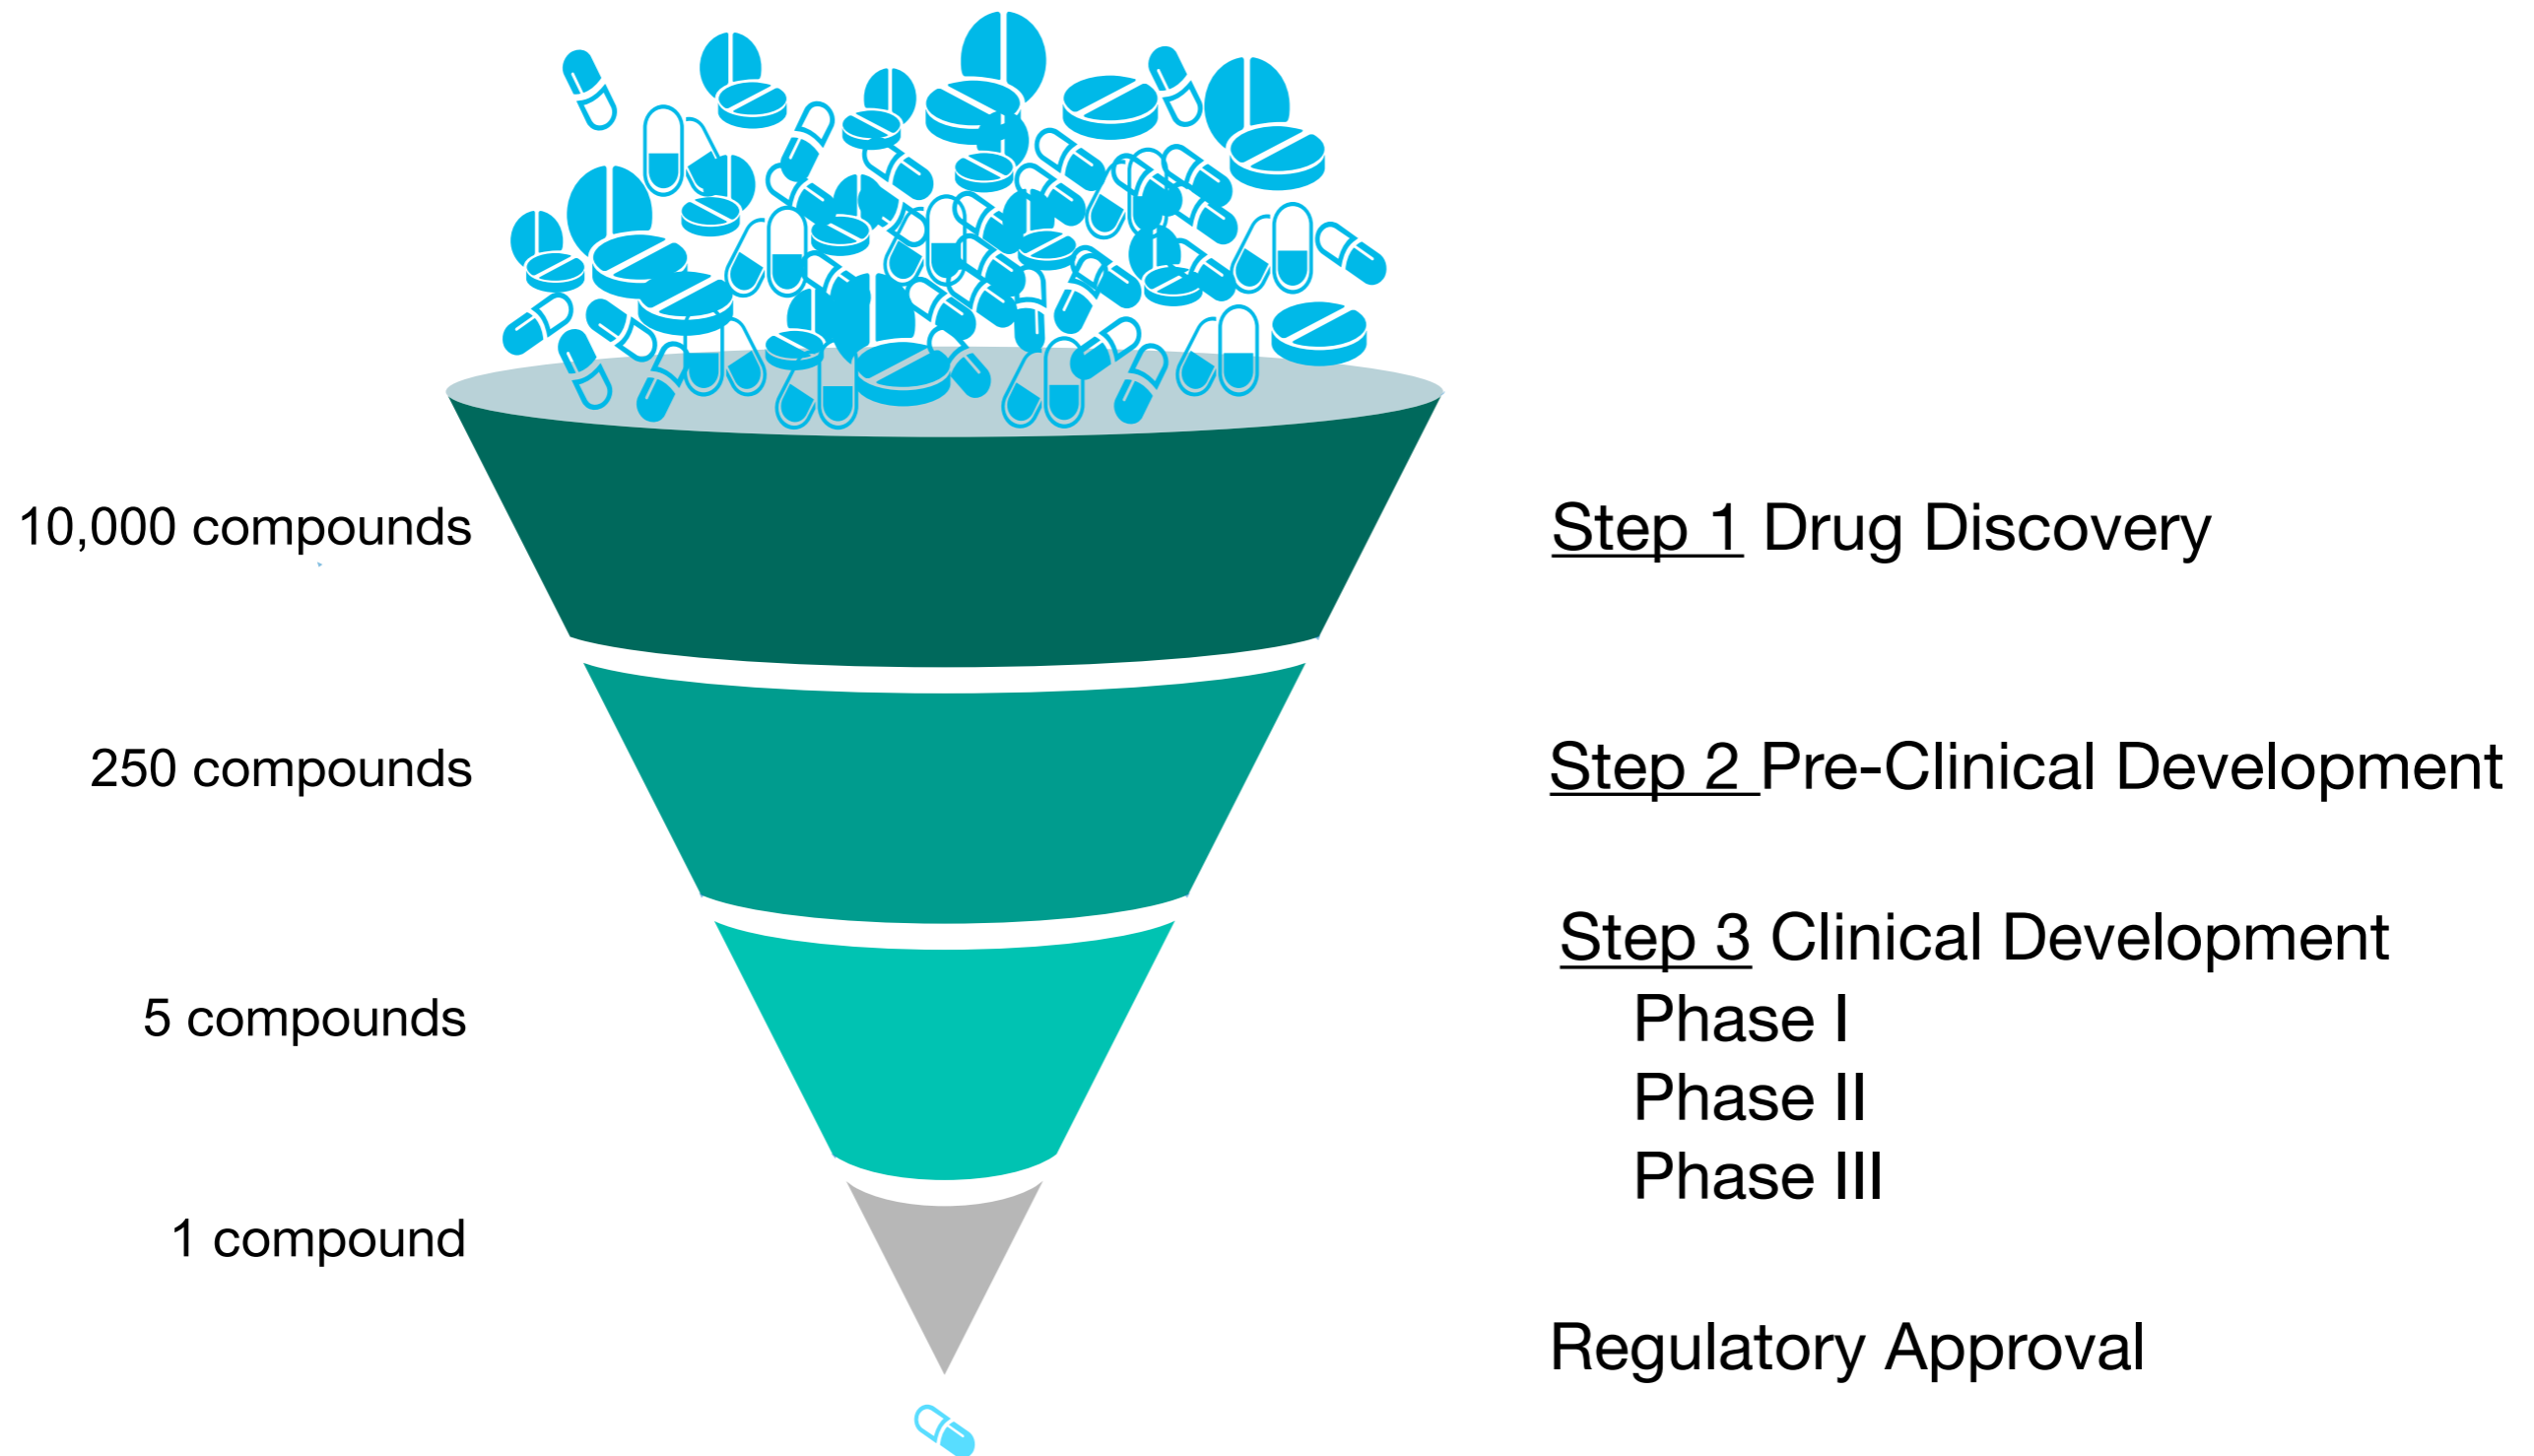 10,000 compounds
Step 1 Drug Discovery
250 compounds
Step 2 Pre-Clinical Development
Step 3 Clinical Development
5 compounds
Phase I
Phase II
Phase III
1 compound
Regulatory Approval